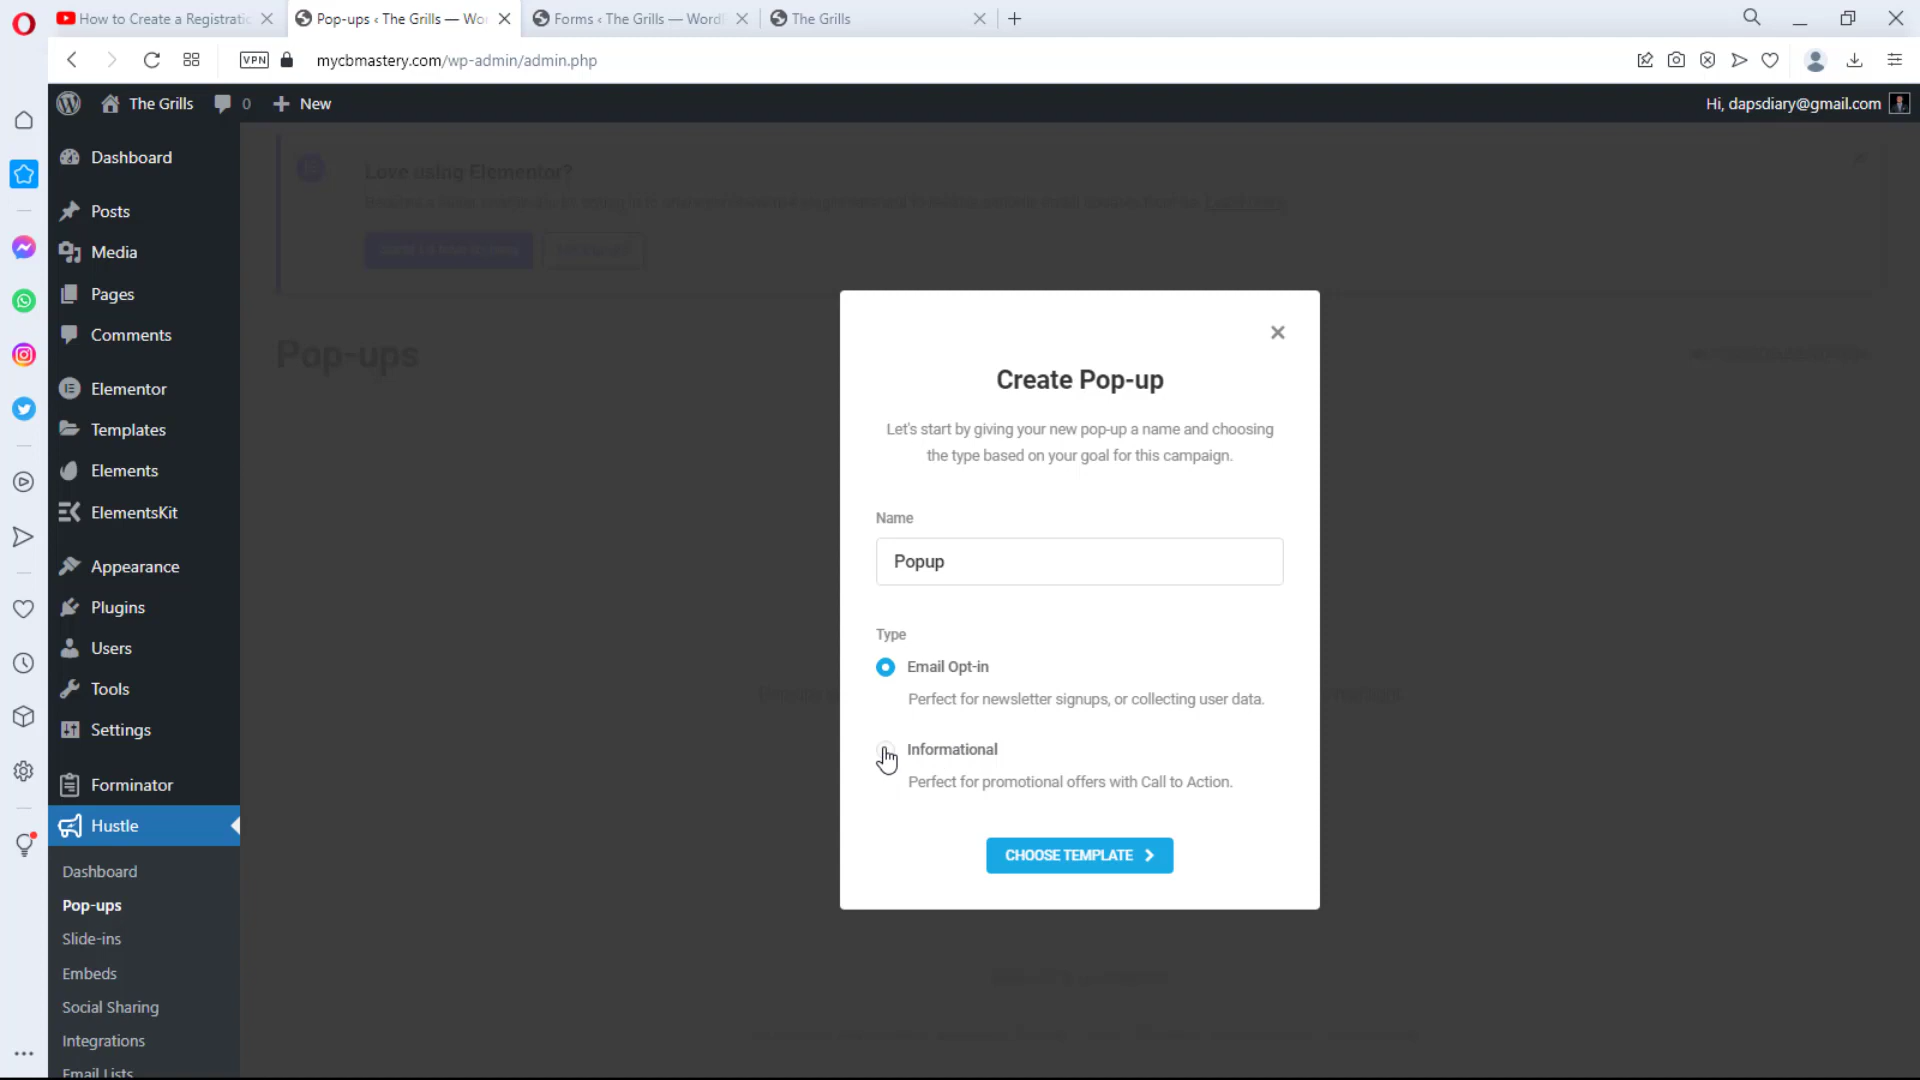 How to Create a Registratio
Pop-ups ‹ The Grills — Wor
Forms ‹ The Grills — Word
The Grills
VPN
mycbmastery.com/wp-admin/admin.php
The Grills
0
New
Hi, dapsdiary@gmail.com
Dashboard
Posts
Media
Pages
Comments
Elementor
Templates
Elements
ElementsKit
Appearance
Plugins
Users
Tools
Settings
Forminator
Hustle
Dashboard
Pop-ups
Slide-ins
Embeds
Social Sharing
Integrations
Email Lists
Love using Elementor?
Learn more
Pop-ups
Create Pop-up
Let's start by giving your new pop-up a name and choosing
the type based on your goal for this campaign.
Name
Popup
Type
Email Opt-in
Perfect for newsletter signups, or collecting user data.
Informational
Perfect for promotional offers with Call to Action.
CHOOSE TEMPLATE